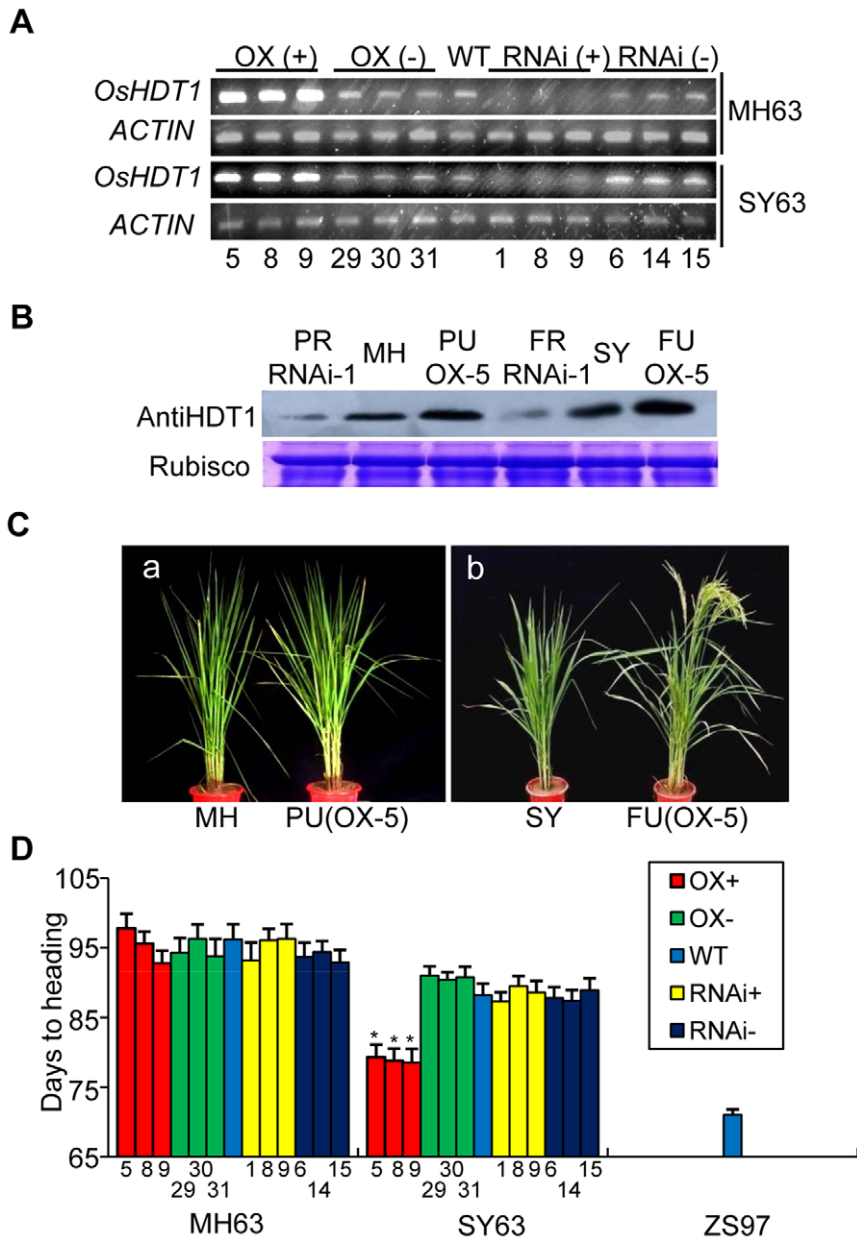 A
OX (+) OX (-) WT RNAi (+) RNAi (-)
OsHDT1
ACTIN
MH63
OsHDT1
ACTIN
SY63
5 8 9 29 30 31 1 8 9 6 14 15
B
PR RNAi-1 MH PU OX-5 FR RNAi-1 SY FU OX-5
AntiHDT1
Rubisco
C
a b
MH PU(OX-5) SY FU(OX-5)
D
Days to heading
105
95
85
75
65
OX+
OX-
WT
RNAi+
RNAi-
* * *
5 8 9 30 1 8 9 6 15 5 8 9 30 1 8 9 6 15
29 31 14 29 31 14
MH63 SY63 ZS97